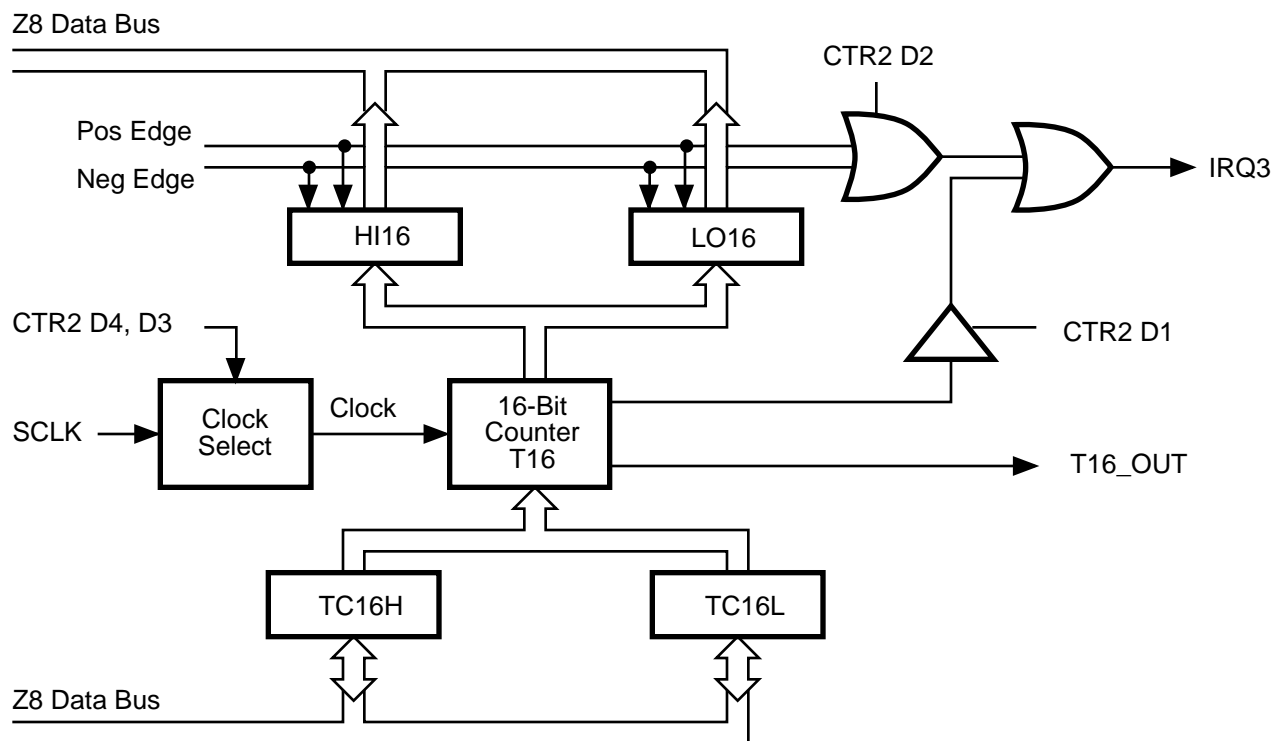 Z8 Data Bus
CTR2 D2
Pos Edge
Neg Edge
IRQ3
HI16
LO16
CTR2 D4, D3
CTR2 D1
SCLK
Clock
Select
Clock
16-Bit
Counter
T16
T16_OUT
TC16H
TC16L
Z8 Data Bus